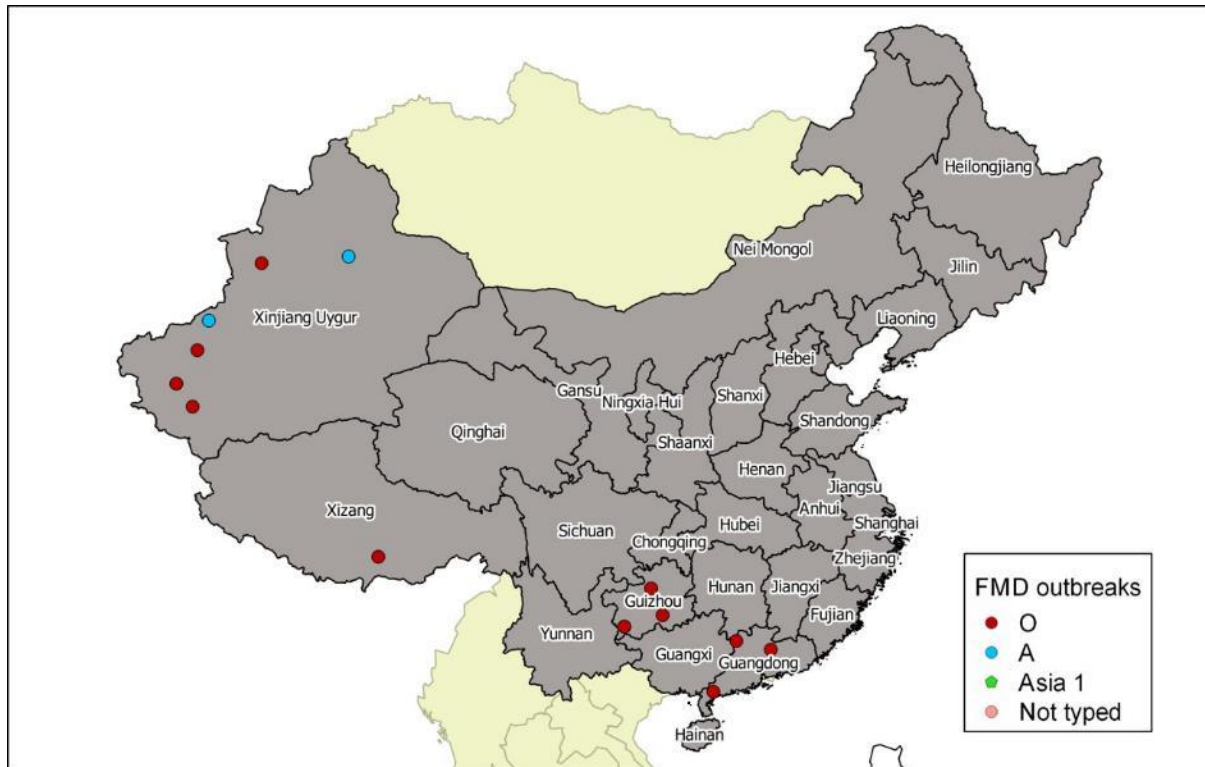 Heilongjiang
Nei Mongol
Jilin
Xinjiang Uygur
Liaoning
Hebei
Gansu
Ningxia Hui
Shanxi
Shandong
Qinghai
Shaanxi
Henan
Jiangsu
Xizang
Anhui
Sichuan
Hubei
Shanghai
Chongqing
Zhejiang
Guizhou
Hunan
Jiangxi
Fujian
Yunnan
Guangxi
Guangdong
Hainan
FMD outbreaks
O
A
Asia 1
Not typed